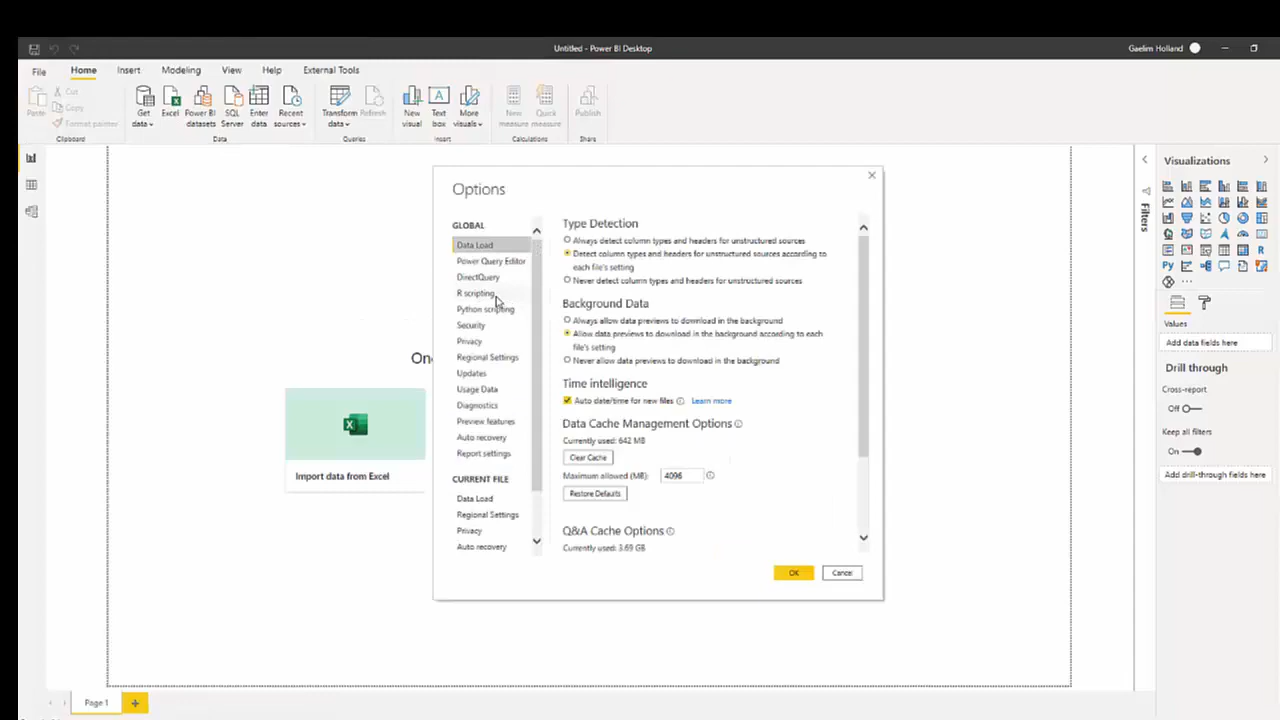 Untitled - Power BI Desktop
Gaelim Holland
File Home Insert Modeling View Help External Tools
Paste
Cut
Copy
Format painter
Clipboard
Get data
Excel
Power BI datasets
SQL Server
Enter data
Recent sources
Data
Transform data
Refresh
Queries
New visual
Text box
More visuals
Insert
New measure
Quick measure
Calculations
Publish
Share
On
Import data from Excel
Options
GLOBAL
Data Load
Power Query Editor
DirectQuery
R scripting
Python scripting
Security
Privacy
Regional Settings
Updates
Usage Data
Diagnostics
Preview features
Auto recovery
Report settings
CURRENT FILE
Data Load
Regional Settings
Privacy
Auto recovery
Type Detection
Always detect column types and headers for unstructured sources
Detect column types and headers for unstructured sources according to
each file's setting
Never detect column types and headers for unstructured sources
Background Data
Always allow data previews to download in the background
Allow data previews to download in the background according to each
file's setting
Never allow data previews to download in the background
Time intelligence
Auto date/time for new files Learn more
Data Cache Management Options
Currently used: 642 MB
Clear Cache
Maximum allowed (MB): 4096
Restore Defaults
Q&A Cache Options
Currently used: 3.69 GB
OK Cancel
Filters
Visualizations
R
Py
Values
Add data fields here
Drill through
Cross-report
Off
Keep all filters
On
Add drill-through fields here
Page 1